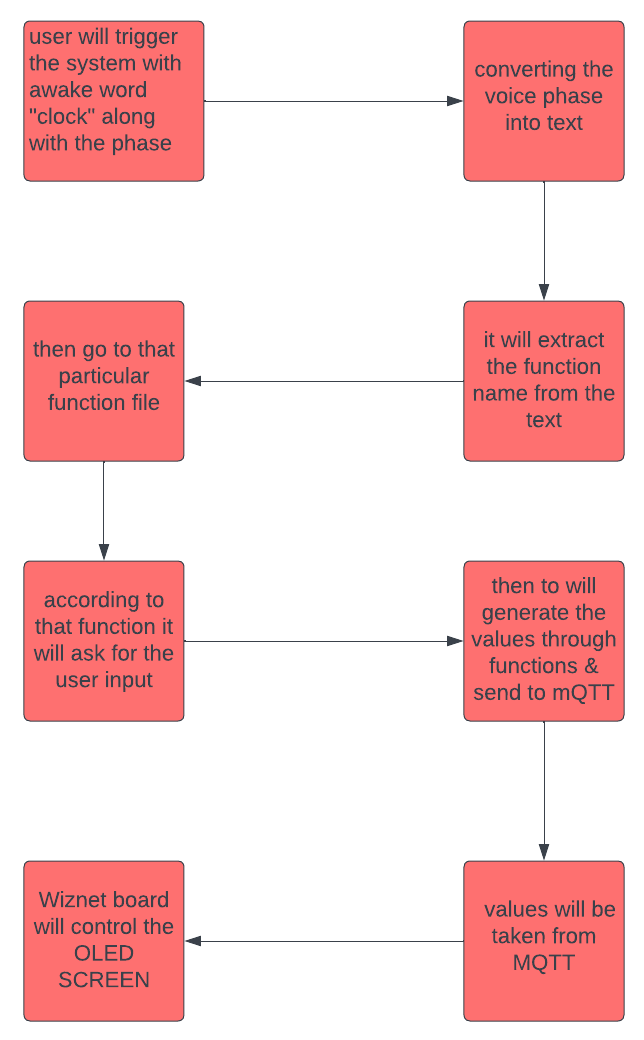 user will trigger
the system with
awake word
"clock" along
with the phase
converting the
voice phase
into text
it will extract
the function
name from the
text
then go to that
particular
function file
according to
that function it
will ask for the
user input
then to will
generate the
values through
functions &
send to mQTT
values will be
taken from
MQTT
Wiznet board
will control the
OLED
SCREEN